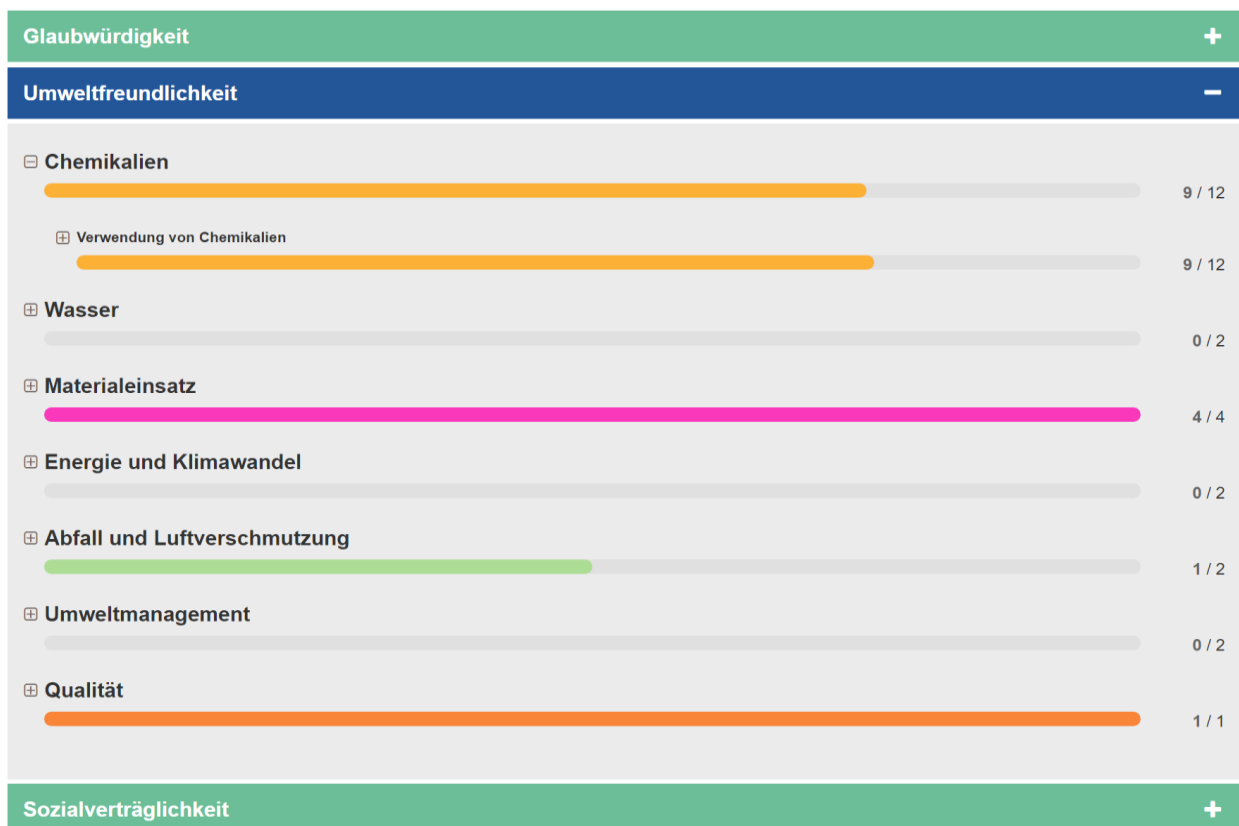 Glaubwürdigkeit
Umweltfreundlichkeit
Chemikalien
9 / 12
Verwendung von Chemikalien
9 / 12
Wasser
0 / 2
Materialeinsatz
4 / 4
Energie und Klimawandel
0 / 2
Abfall und Luftverschmutzung
1 / 2
Umweltmanagement
0 / 2
Qualität
1 / 1
Sozialverträglichkeit